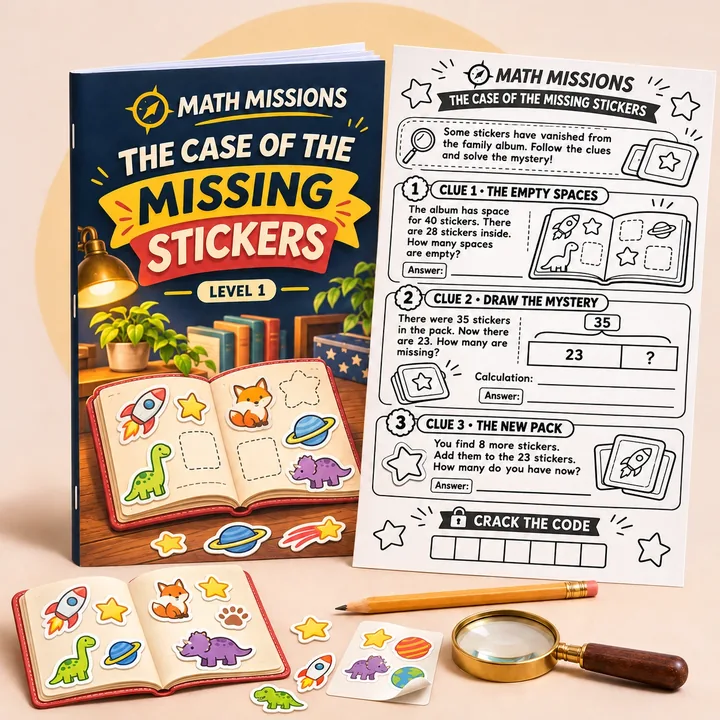 MATH MISSIONS
THE CASE OF THE
MISSING
STICKERS
LEVEL 1
MATH MISSIONS
THE CASE OF THE MISSING STICKERS
Some stickers have vanished from
the family album. Follow the clues
and solve the mystery!
1 CLUE 1 • THE EMPTY SPACES
The album has space
for 40 stickers. There
are 28 stickers inside.
How many spaces
are empty?
Answer:
2 CLUE 2 • DRAW THE MYSTERY
There were 35 stickers
in the pack. Now there
are 23. How many are
missing?
35
23 ?
Calculation:
Answer:
3 CLUE 3 • THE NEW PACK
You find 8 more stickers.
Add them to the 23 stickers.
How many do you have now?
Answer:
CRACK THE CODE